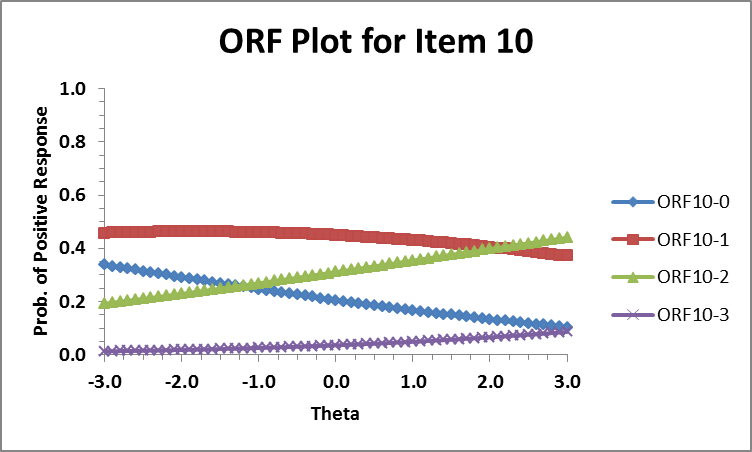 ORF Plot for Item 10
Prob. of Positive Response
1.0
0.8
0.6
0.4
0.2
0.0
-3.0 -2.0 -1.0 0.0 1.0 2.0 3.0
Theta
ORF10-0
ORF10-1
ORF10-2
ORF10-3